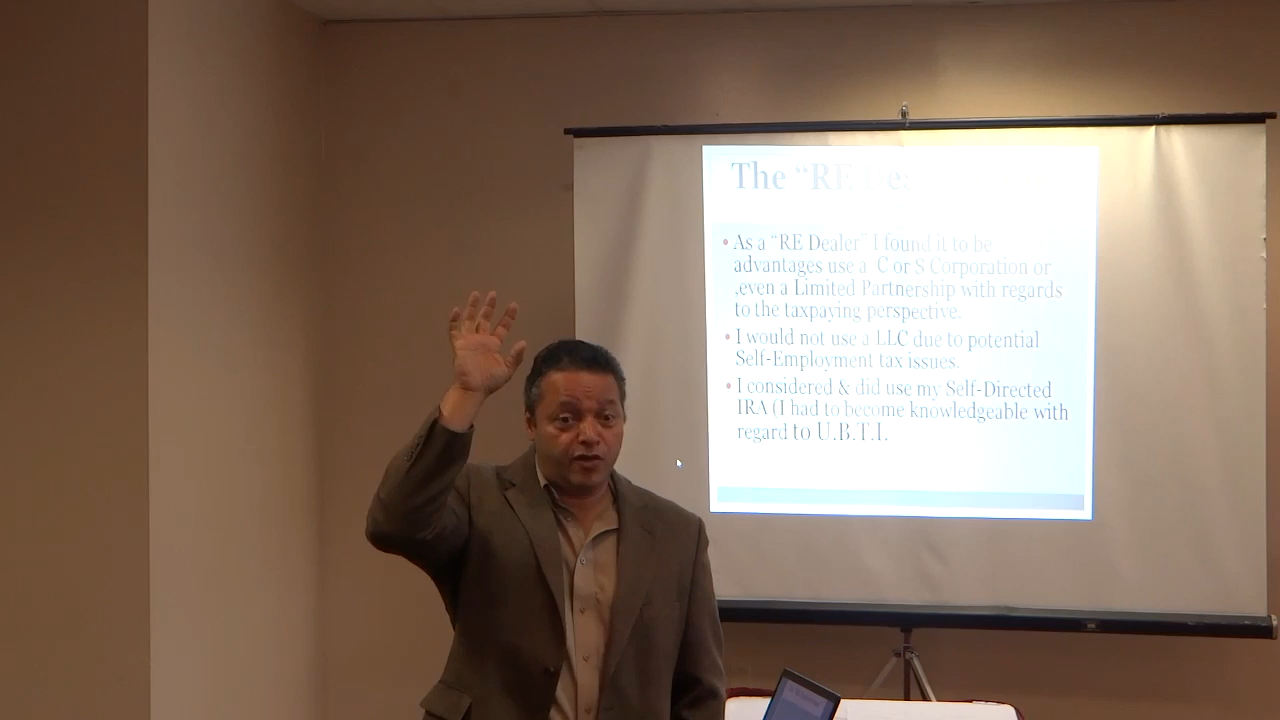 The “RE Dea
• As a “RE Dealer” I found it to be
advantages use a C or S Corporation or
,even a Limited Partnership with regards
to the taxpaying perspective.
• I would not use a LLC due to potential
Self-Employment tax issues.
• I considered & did use my Self-Directed
IRA (I had to become knowledgeable with
regard to U.B.T.I.